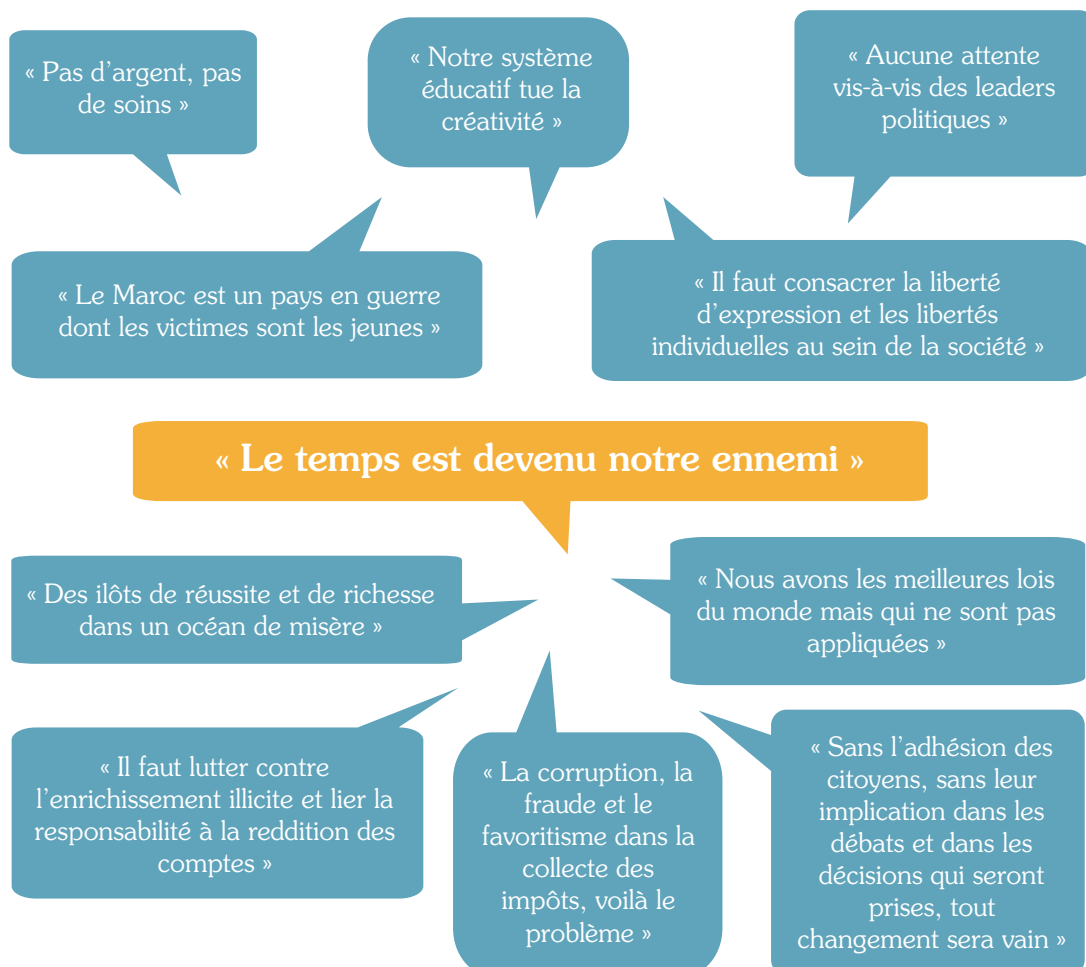 « Pas d’argent, pas
de soins »
« Notre système
éducatif tue la
créativité »
« Aucune attente
vis-à-vis des leaders
politiques »
« Le Maroc est un pays en guerre
dont les victimes sont les jeunes »
« Il faut consacrer la liberté
d’expression et les libertés
individuelles au sein de la société »
« Le temps est devenu notre ennemi »
« Des ilôts de réussite et de richesse
dans un océan de misère »
« Nous avons les meilleures lois
du monde mais qui ne sont pas
appliquées »
« Il faut lutter contre
l’enrichissement illicite et lier la
responsabilité à la reddition des
comptes »
« La corruption, la
fraude et le
favoritisme dans la
collecte des
impôts, voilà le
problème »
« Sans l’adhésion des
citoyens, sans leur
implication dans les
débats et dans les
décisions qui seront
prises, tout
changement sera vain »